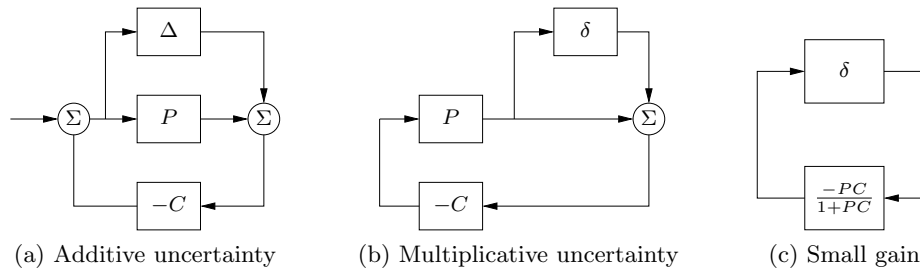 Δ
δ
δ
Σ
P
Σ
P
Σ
−C
−C
−PC
1+PC
(a) Additive uncertainty
(b) Multiplicative uncertainty
(c) Small gain